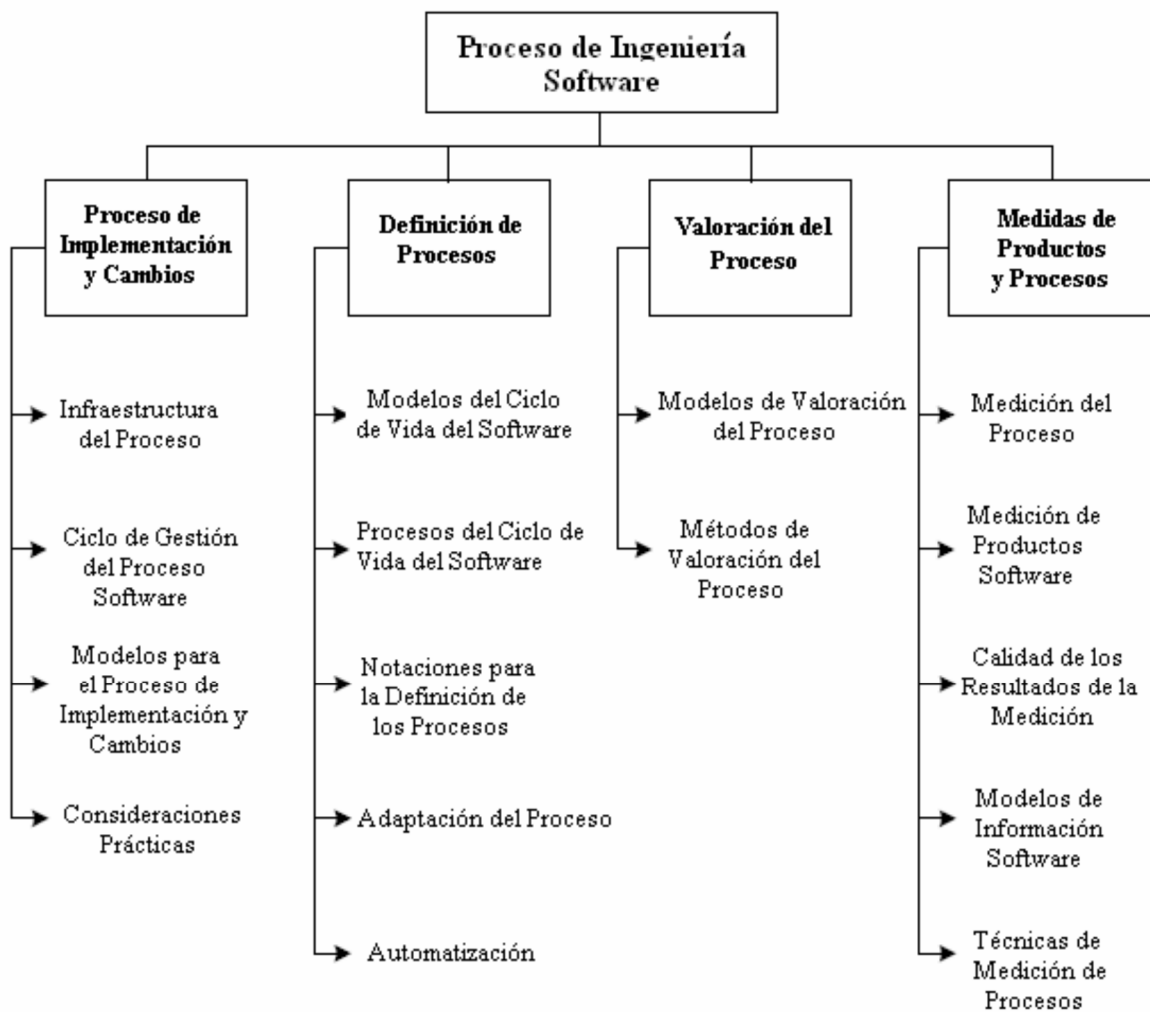 Proceso de Ingeniería
Software
Proceso de
Implementación
y Cambios
Infraestructura
del Proceso
Ciclo de Gestión
del Proceso
Software
Modelos para
el Proceso de
Implementación y
Cambios
Consideraciones
Prácticas
Definición de
Procesos
Modelos del Ciclo
de Vida del Software
Procesos del Ciclo de
Vida del Software
Notaciones para
la Definición de
los Procesos
Adaptación del Proceso
Automatización
Valoración del
Proceso
Modelos de Valoración
del Proceso
Métodos de
Valoración del
Proceso
Medidas de
Productos
y Procesos
Medición del
Proceso
Medición de
Productos
Software
Calidad de los
Resultados de la
Medición
Modelos de
Información
Software
Técnicas de
Medición de
Procesos